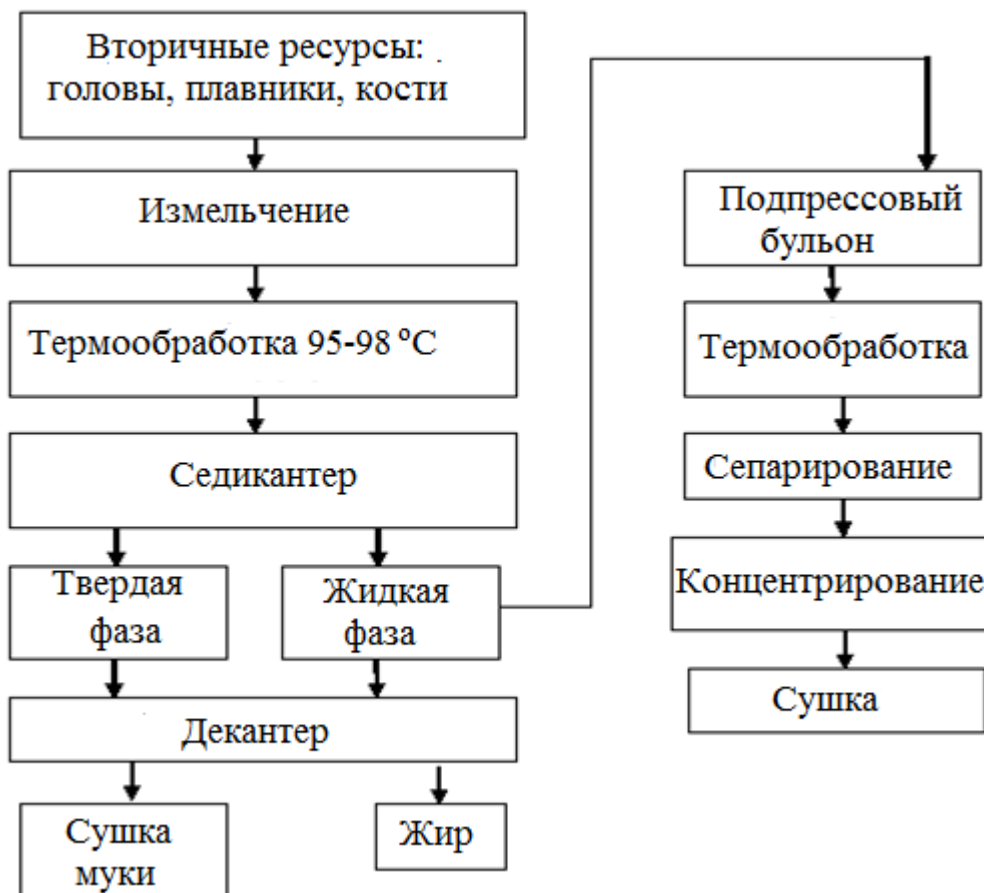 Вторичные ресурсы:
головы, плавники, кости
Измельчение
Термообработка 95-98 °С
Седикантер
Твердая
фаза
Жидкая
фаза
Декантер
Сушка
муки
Жир
Подпрессовый
бульон
Термообработка
Сепарирование
Концентрирование
Сушка